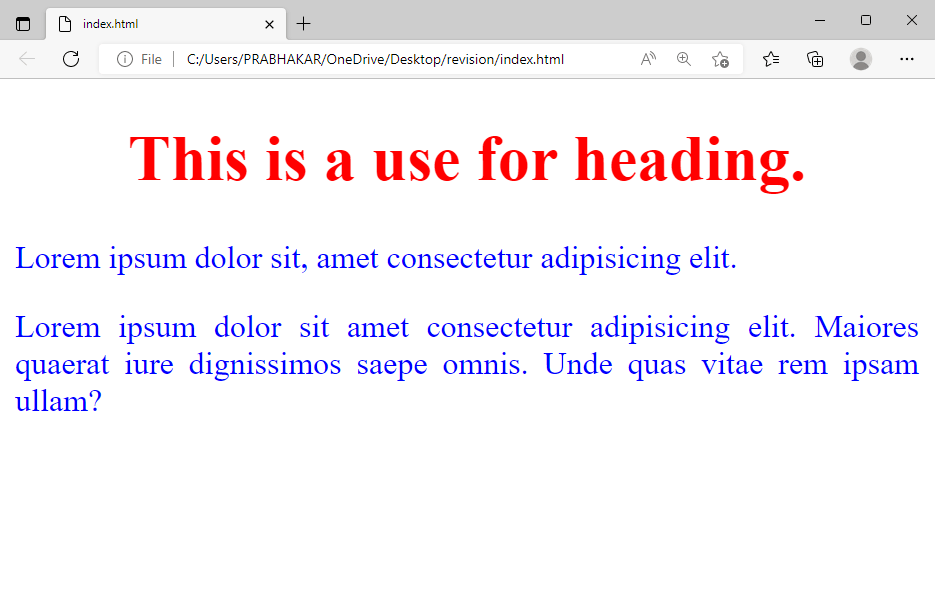 index.html
File
C:/Users/PRABHAKAR/OneDrive/Desktop/revision/index.html
This is a use for heading.
Lorem ipsum dolor sit, amet consectetur adipisicing elit.
Lorem ipsum dolor sit amet consectetur adipisicing elit. Maiores
quaerat iure dignissimos saepe omnis. Unde quas vitae rem ipsam
ullam?